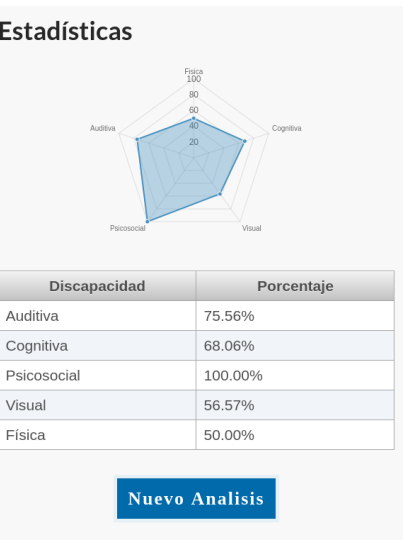 Estadísticas
Fisica
100
80
60
40
20
Auditiva
Cognitiva
Psicosocial
Visual
Discapacidad Porcentaje
Auditiva 75.56%
Cognitiva 68.06%
Psicosocial 100.00%
Visual 56.57%
Física 50.00%
Nuevo Analisis